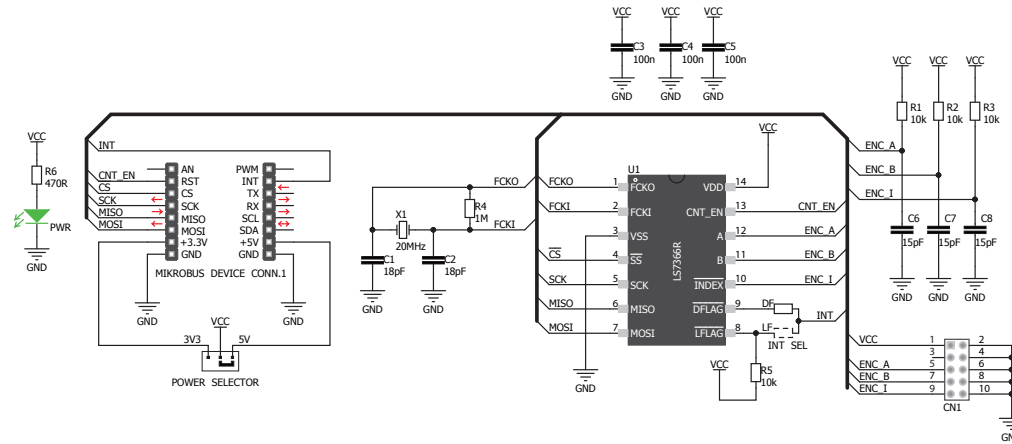 VCC VCC VCC
C3 C4 C5
100n 100n 100n
GND GND GND
VCC VCC VCC
R1 R2 R3
10k 10k 10k
ENC_A
ENC_B
ENC_I
C6 C7 C8
15pF 15pF 15pF
GND GND GND
VCC
R6
470R
PWR
GND
INT
CNT_EN
CS
SCK
MISO
MOSI
AN PWM
RST INT
CS TX
SCK RX
MISO SCL
MOSI SDA
+3.3V +5V
GND GND
MIKROBUS DEVICE CONN.1
GND GND
VCC
3V3 5V
POWER SELECTOR
FCKO
R4
1M
X1
FCKI
20MHz
C1 C2
18pF 18pF
GND GND
VCC
U1
LS7366R
FCKO 1 FCKO VDD 14
FCKI 2 FCKI CNT_EN 13 CNT_EN
3 VSS A 12 ENC_A
CS 4 SS B 11 ENC_B
SCK 5 SCK INDEX 10 ENC_I
MISO 6 MISO DFLAG 9 DF
INT
MOSI 7 MOSI LFLAG 8 LF
INT SEL
GND
VCC
R5
10k
VCC 1 2
3 4
ENC_A 5 6
ENC_B 7 8
ENC_I 9 10
CN1